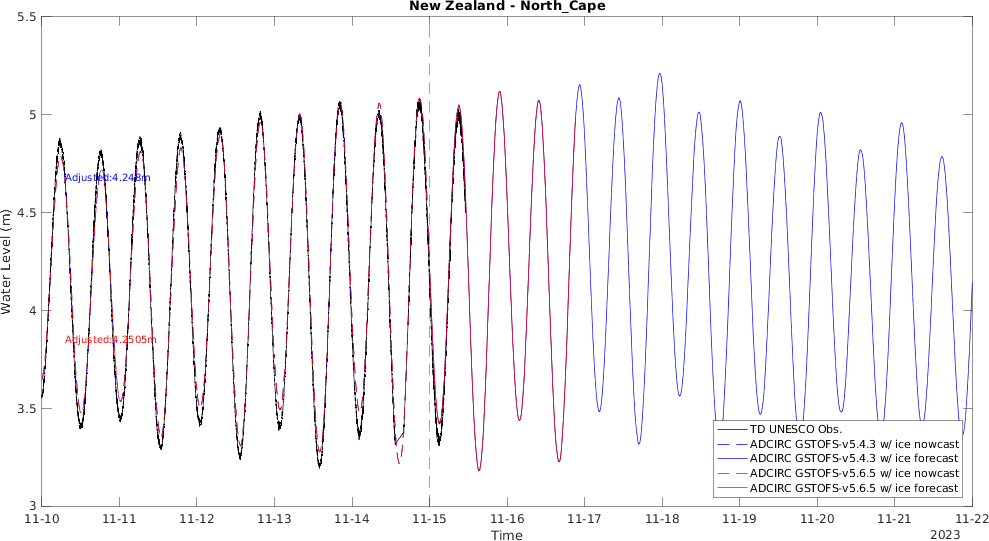 New Zealand - North_Cape
5.5
5
4.5
4
3.5
3
Water Level (m)
Adjusted:4.248m
Adjusted:4.2505m
TD UNESCO Obs.
ADCIRC GSTOFS-v5.4.3 w/ ice nowcast
ADCIRC GSTOFS-v5.4.3 w/ ice forecast
ADCIRC GSTOFS-v5.6.5 w/ ice nowcast
ADCIRC GSTOFS-v5.6.5 w/ ice forecast
11-10 11-11 11-12 11-13 11-14 11-15 11-16 11-17 11-18 11-19 11-20 11-21 11-22
Time
2023